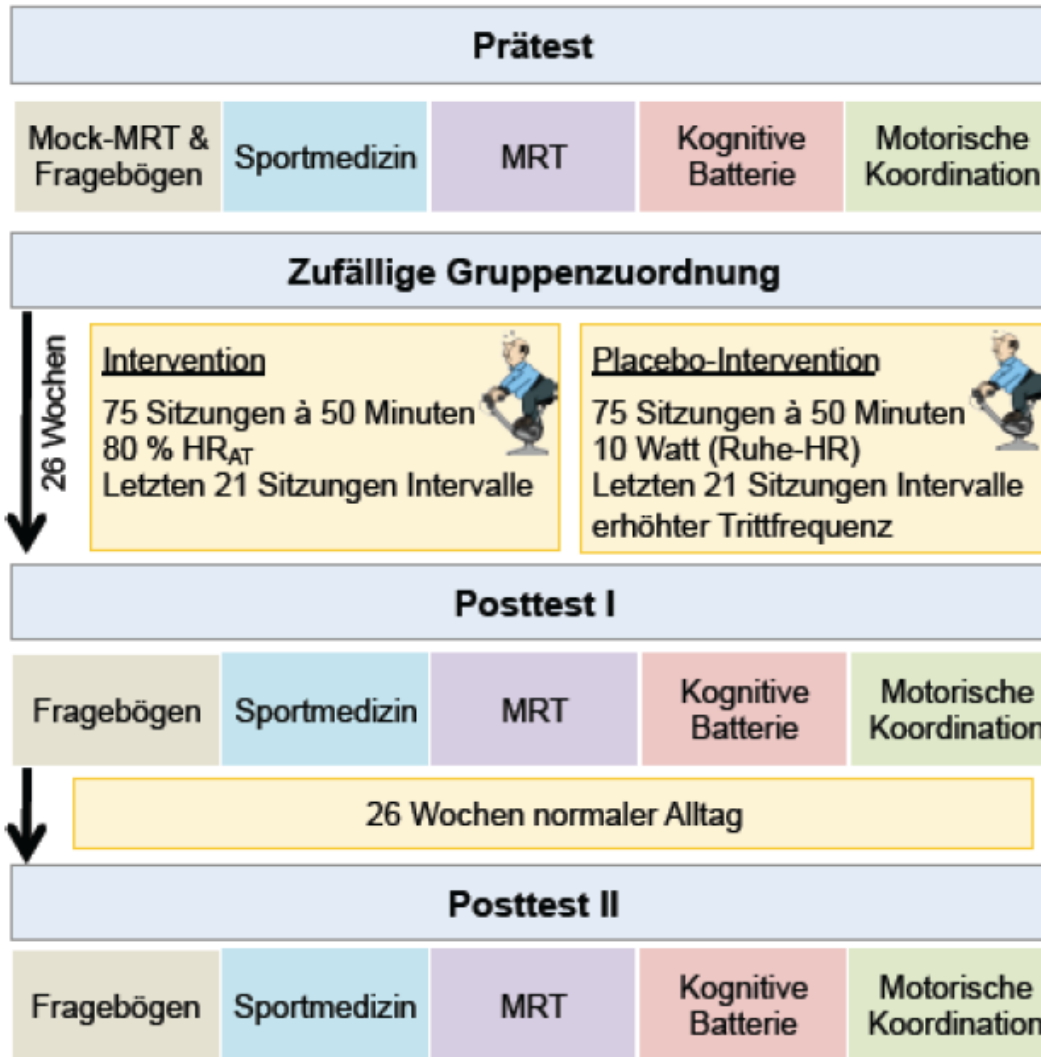 Prätest
Mock-MRT &
Fragebögen
Sportmedizin
MRT
Kognitive
Batterie
Motorische
Koordination
Zufällige Gruppenzuordnung
26 Wochen
Intervention
75 Sitzungen à 50 Minuten
80 % HRAT
Letzten 21 Sitzungen Intervalle
Placebo-Intervention
75 Sitzungen à 50 Minuten
10 Watt (Ruhe-HR)
Letzten 21 Sitzungen Intervalle
erhöhter Trittfrequenz
Posttest I
Fragebögen
Sportmedizin
MRT
Kognitive
Batterie
Motorische
Koordination
26 Wochen normaler Alltag
Posttest II
Fragebögen
Sportmedizin
MRT
Kognitive
Batterie
Motorische
Koordination